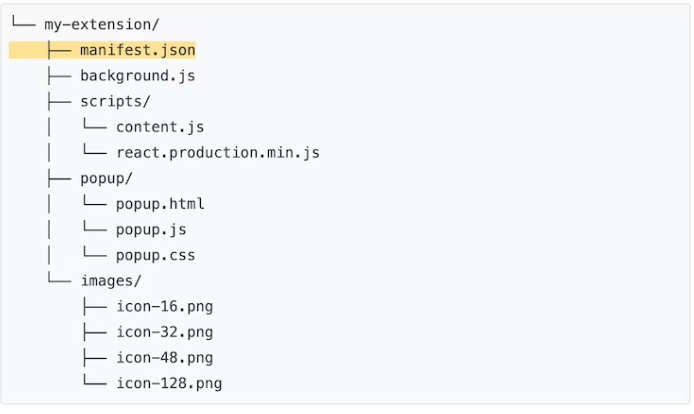 └── my-extension/
    ├── manifest.json
    ├── background.js
    ├── scripts/
    │   └── content.js
    │   └── react.production.min.js
    ├── popup/
    │   └── popup.html
    │   └── popup.js
    │   └── popup.css
    └── images/
        ├── icon-16.png
        ├── icon-32.png
        ├── icon-48.png
        └── icon-128.png